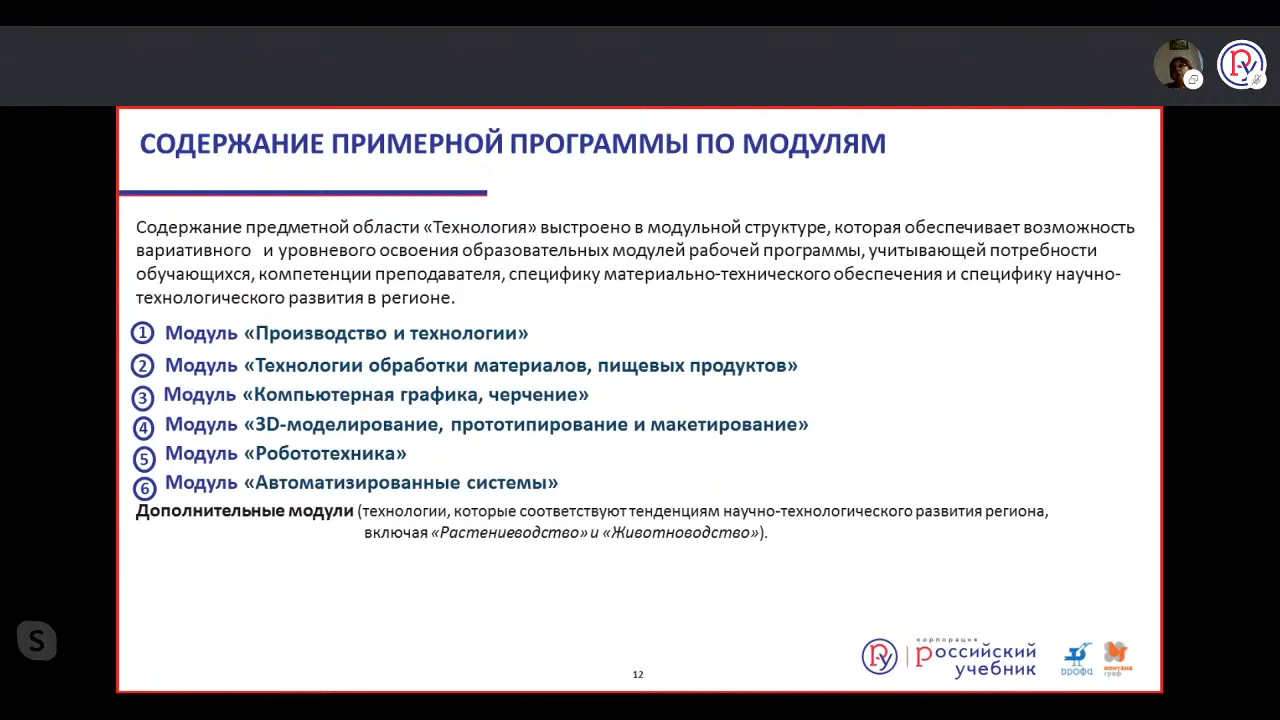 СОДЕРЖАНИЕ ПРИМЕРНОЙ ПРОГРАММЫ ПО МОДУЛЯМ
Содержание предметной области «Технология» выстроено в модульной структуре, которая обеспечивает возможность
вариативного и уровневого освоения образовательных модулей рабочей программы, учитывающей потребности
обучающихся, компетенции преподавателя, специфику материально-технического обеспечения и специфику научно-
технологического развития в регионе.
1 Модуль «Производство и технологии»
2 Модуль «Технологии обработки материалов, пищевых продуктов»
3 Модуль «Компьютерная графика, черчение»
4 Модуль «3D-моделирование, прототипирование и макетирование»
5 Модуль «Робототехника»
6 Модуль «Автоматизированные системы»
Дополнительные модули (технологии, которые соответствуют тенденциям научно-технологического развития региона,
включая «Растениеводство» и «Животноводство»).
S
корпорация
российский
учебник
дрофа
вентана
граф
12